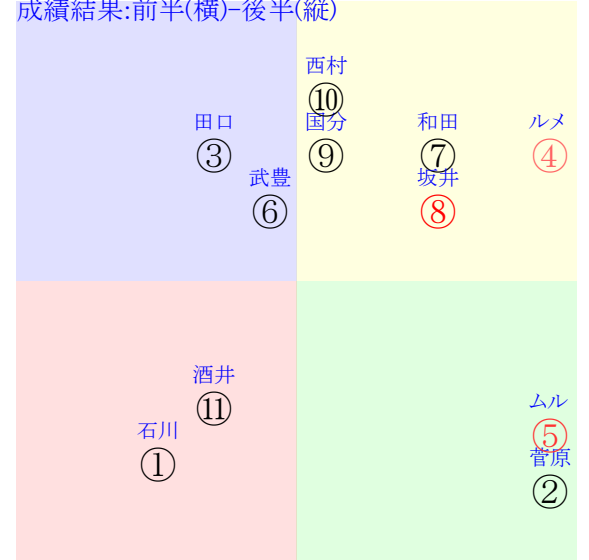 成績結果:前半(横)-後半(縦)
西村
⑩
田口
国分
和田
ルメ
③
⑨
⑦
④
武豊
坂井
⑥
⑧
酒井
⑪
ムル
石川
⑤
①
菅原
②